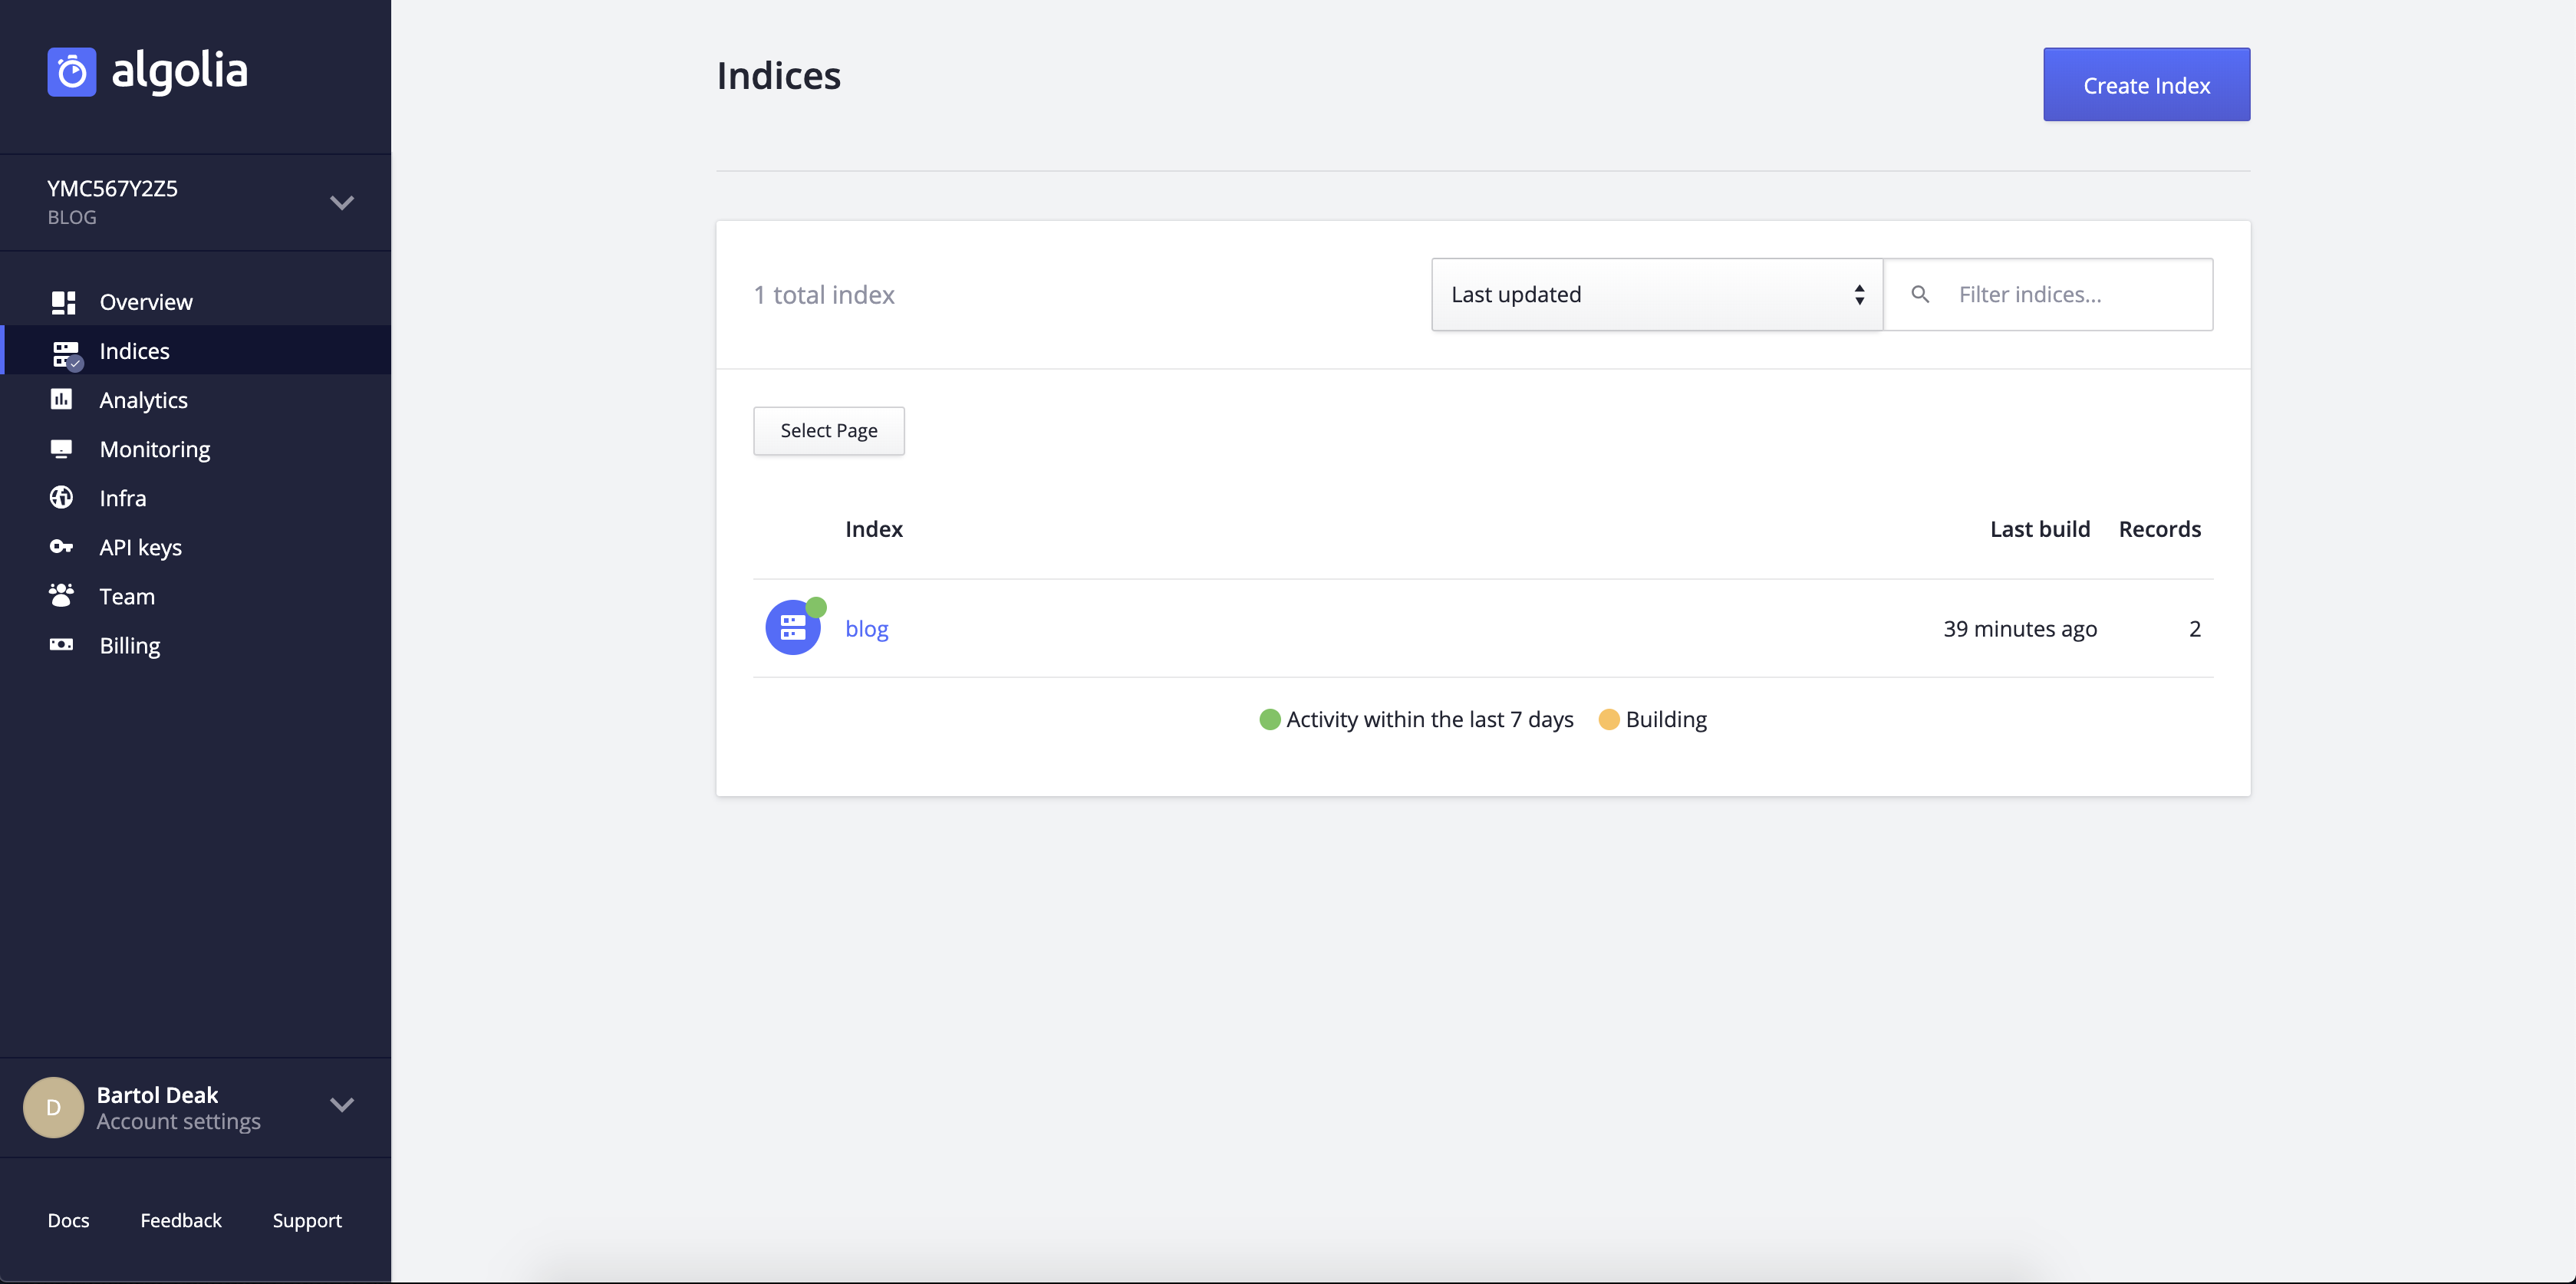 algolia
YMC567Y2Z5
BLOG
Overview
Indices
Analytics
Monitoring
Infra
API keys
Team
Billing
D
Bartol Deak
Account settings
Docs Feedback Support
Indices
Create Index
1 total index
Last updated
Filter indices...
Select Page
Index Last build Records
blog 39 minutes ago 2
Activity within the last 7 days Building